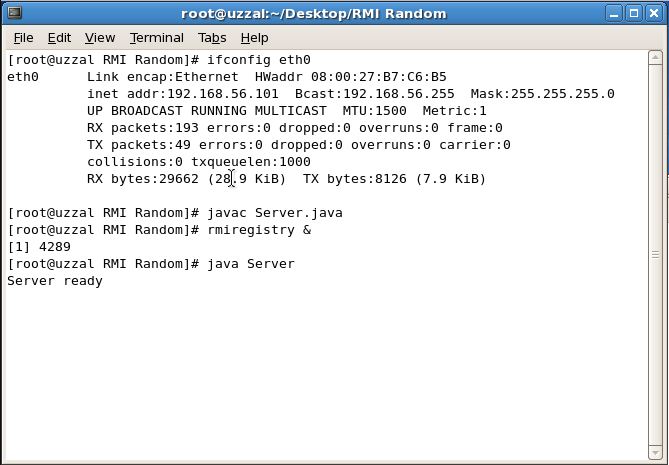 root@uzzal:~/Desktop/RMI Random
File Edit View Terminal Tabs Help
[root@uzzal RMI Random]# ifconfig eth0
eth0      Link encap:Ethernet  HWaddr 08:00:27:B7:C6:B5
          inet addr:192.168.56.101  Bcast:192.168.56.255  Mask:255.255.255.0
          UP BROADCAST RUNNING MULTICAST  MTU:1500  Metric:1
          RX packets:193 errors:0 dropped:0 overruns:0 frame:0
          TX packets:49 errors:0 dropped:0 overruns:0 carrier:0
          collisions:0 txqueuelen:1000
          RX bytes:29662 (28.9 KiB)  TX bytes:8126 (7.9 KiB)
[root@uzzal RMI Random]# javac Server.java
[root@uzzal RMI Random]# rmiregistry &
[1] 4289
[root@uzzal RMI Random]# java Server
Server ready